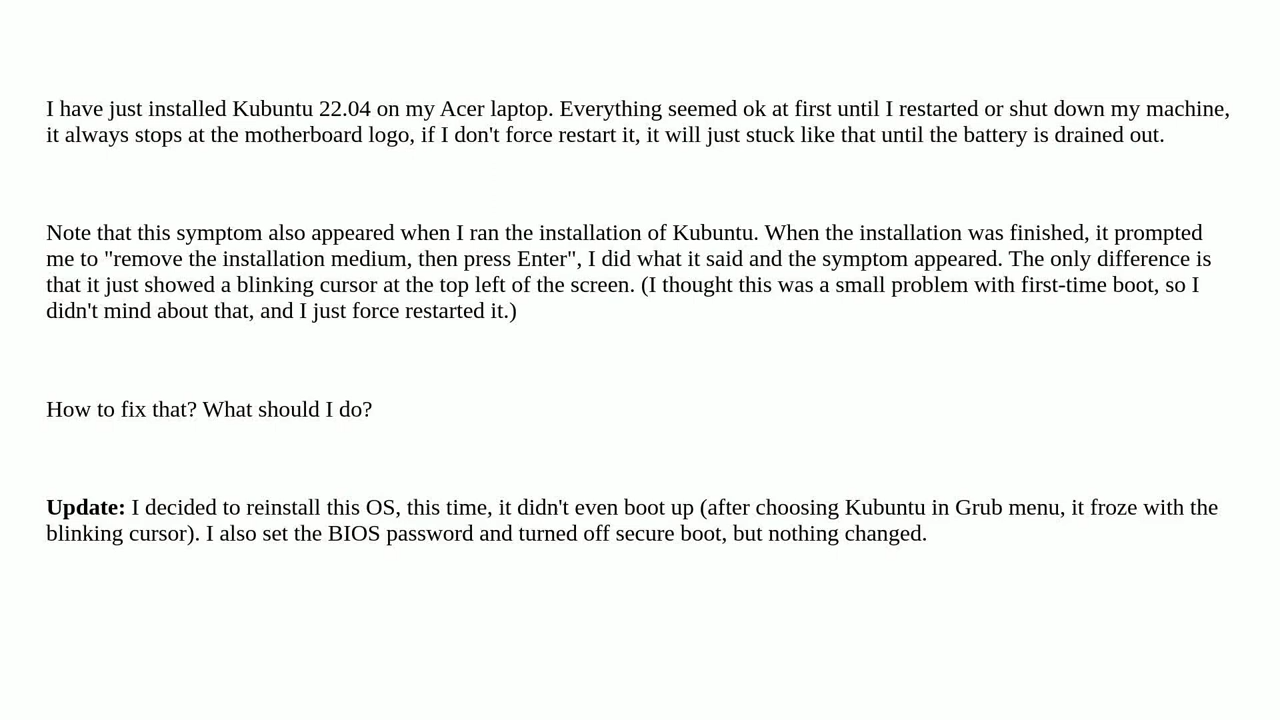 I have just installed Kubuntu 22.04 on my Acer laptop. Everything seemed ok at first until I restarted or shut down my machine,
it always stops at the motherboard logo, if I don't force restart it, it will just stuck like that until the battery is drained out.
Note that this symptom also appeared when I ran the installation of Kubuntu. When the installation was finished, it prompted
me to "remove the installation medium, then press Enter", I did what it said and the symptom appeared. The only difference is
that it just showed a blinking cursor at the top left of the screen. (I thought this was a small problem with first-time boot, so I
didn't mind about that, and I just force restarted it.)
How to fix that? What should I do?
Update: I decided to reinstall this OS, this time, it didn't even boot up (after choosing Kubuntu in Grub menu, it froze with the
blinking cursor). I also set the BIOS password and turned off secure boot, but nothing changed.